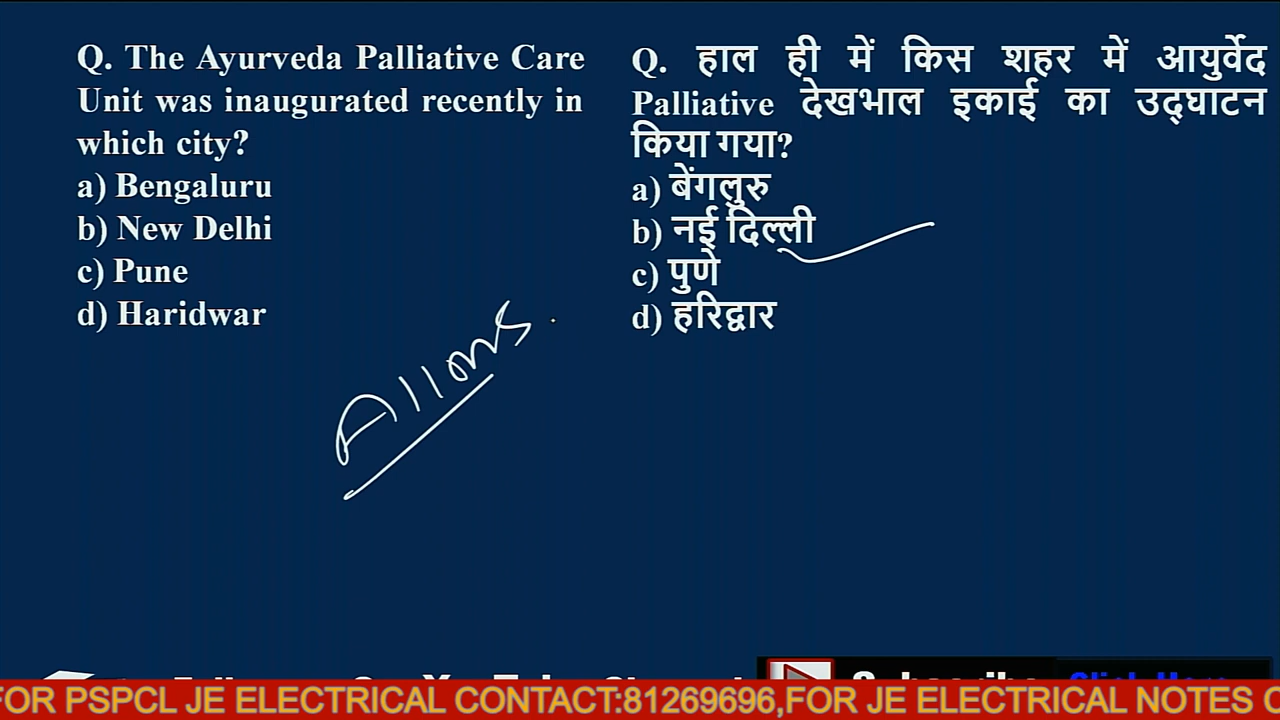 Q. The Ayurveda Palliative Care
Unit was inaugurated recently in
which city?
a) Bengaluru
b) New Delhi
c) Pune
d) Haridwar
Q. हाल ही में किस शहर में आयुर्वेद
Palliative देखभाल इकाई का उद्घाटन
किया गया?
a) बेंगलुरु
b) नई दिल्ली
c) पुणे
d) हरिद्वार
FOR PSPCL JE ELECTRICAL CONTACT:81269696,FOR JE ELECTRICAL NOTES